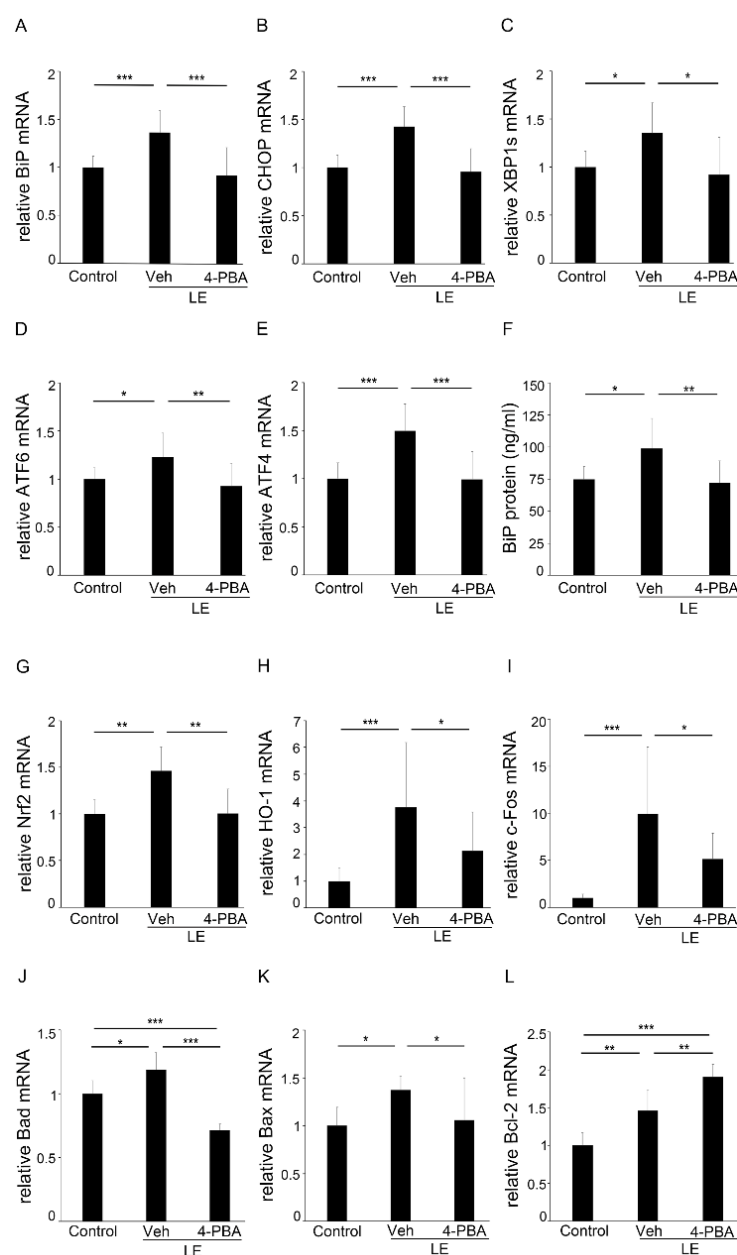 A
relative BiP mRNA
2
1.5
1
0.5
0
***
***
Control
Veh
4-PBA
LE
B
relative CHOP mRNA
2
1.5
1
0.5
0
***
***
Control
Veh
4-PBA
LE
C
relative XBP1s mRNA
2
1.5
1
0.5
0
*
*
Control
Veh
4-PBA
LE
D
relative ATF6 mRNA
2
1.5
1
0.5
0
*
**
Control
Veh
4-PBA
LE
E
relative ATF4 mRNA
2
1.5
1
0.5
0
***
***
Control
Veh
4-PBA
LE
F
BiP protein (ng/ml)
150
125
100
75
50
25
0
*
**
Control
Veh
4-PBA
LE
G
relative Nrf2 mRNA
2
1.5
1
0.5
0
**
**
Control
Veh
4-PBA
LE
H
relative HO-1 mRNA
7
6
5
4
3
2
1
0
***
*
Control
Veh
4-PBA
LE
I
relative c-Fos mRNA
20
15
10
5
0
***
*
Control
Veh
4-PBA
LE
J
relative Bad mRNA
1.5
1
0.5
0
***
*
***
Control
Veh
4-PBA
LE
K
relative Bax mRNA
2
1.5
1
0.5
0
*
*
Control
Veh
4-PBA
LE
L
relative Bcl-2 mRNA
2.5
2
1.5
1
0.5
0
***
**
**
Control
Veh
4-PBA
LE